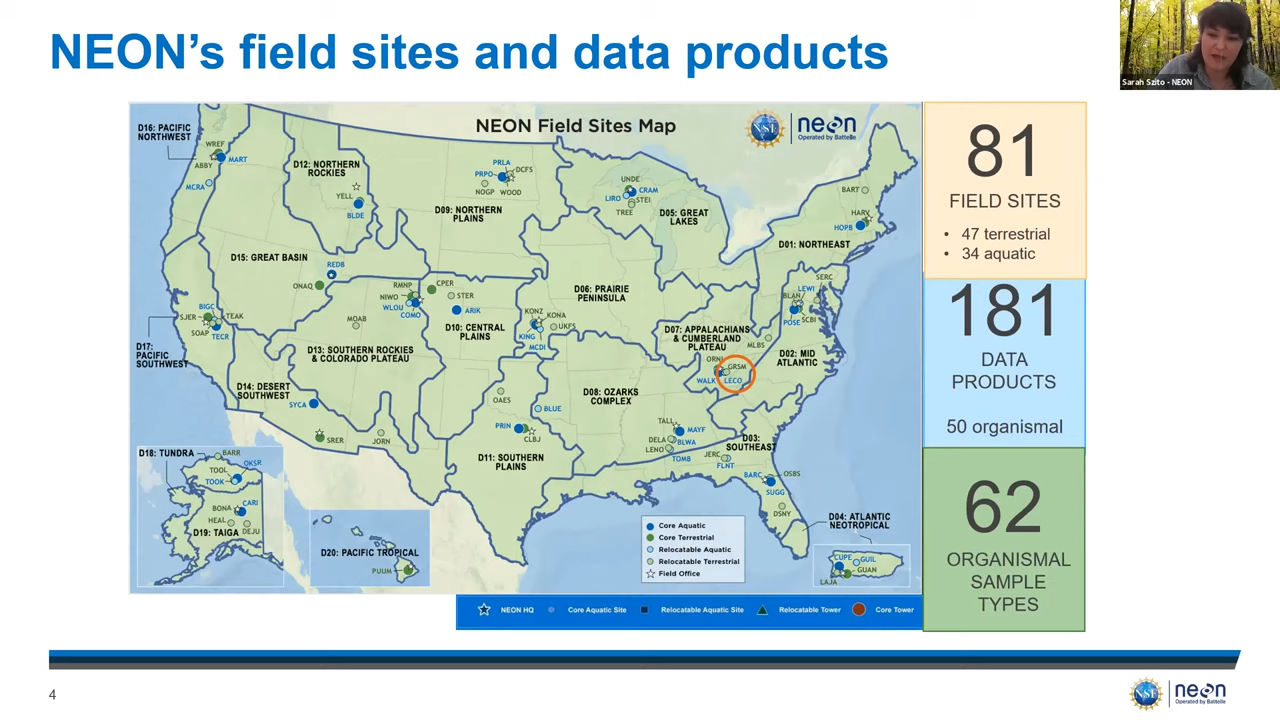 NEON's field sites and data products
Sarah Szito - NEON
NEON Field Sites Map
NSF
neon
Operated by Battelle
D16: PACIFIC
NORTHWEST
WREF
ABBY
MART
MCRA
D12: NORTHERN
ROCKIES
YELL
BLDE
PRLA
PRPO
DCFS
NOGP
WOOD
D09: NORTHERN
PLAINS
UNDE
CRAM
LIRO
STEI
TREE
D05: GREAT
LAKES
BART
HARV
HOPB
D01: NORTHEAST
D15: GREAT BASIN
REDB
ONAQ
RMNP
CPER
NIWO
STER
WLOU
COMO
ARIK
D10: CENTRAL
PLAINS
D06: PRAIRIE
PENINSULA
KONZ
KONA
UKFS
KING
MCDI
SERC
LEWI
BLAN
POSE
SCBI
MLBS
D02: MID
ATLANTIC
D07: APPALACHIANS
& CUMBERLAND
PLATEAU
ORNL
GRSM
WALK
LECO
BIGC
SJER
TEAK
SOAP
TECR
D17:
PACIFIC
SOUTHWEST
MOAB
D13: SOUTHERN ROCKIES
& COLORADO PLATEAU
D14: DESERT
SOUTHWEST
SYCA
SRER
JORN
OAES
BLUE
PRIN
CLBJ
D11: SOUTHERN
PLAINS
D08: OZARKS
COMPLEX
TALL
MAYF
DELA
BLWA
LENO
TOMB
D03:
SOUTHEAST
JERC
FLNT
BARC
OSBS
SUGG
DSNY
D04: ATLANTIC
NEOTROPICAL
CUPE
GUIL
GUAN
LAJA
D18: TUNDRA
BARR
TOOL
OKSR
TOOK
BONA
CARI
HEAL
DEJU
D19: TAIGA
D20: PACIFIC TROPICAL
PUUM
Core Aquatic
Core Terrestrial
Relocatable Aquatic
Relocatable Terrestrial
Field Office
NEON HQ
Core Aquatic Site
Relocatable Aquatic Site
Relocatable Tower
Core Tower
81
FIELD SITES
• 47 terrestrial
• 34 aquatic
181
DATA
PRODUCTS
50 organismal
62
ORGANISMAL
SAMPLE
TYPES
4
NSF
neon
Operated by Battelle